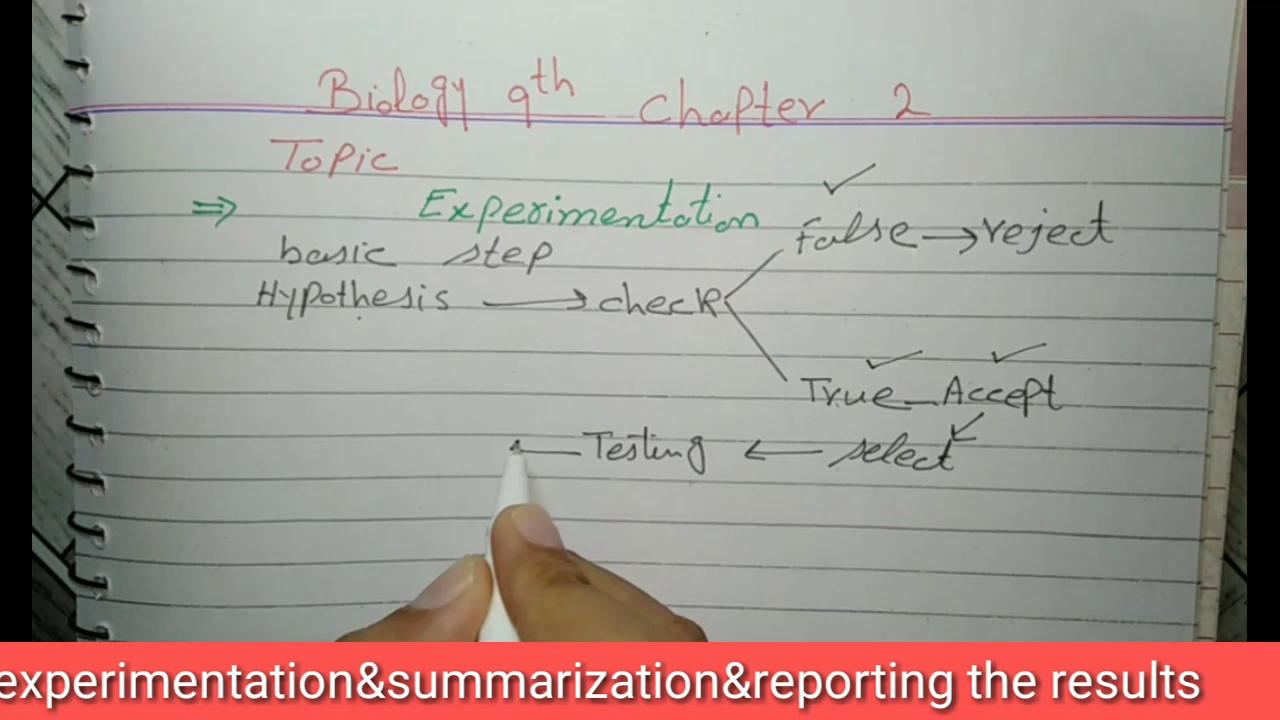 Biology 9th Chapter 2
Topic
⇒ Experimentation
False → reject
basic step
Hypothesis → check
True - Accept
Testing ← select
experimentation&summarization&reporting the results